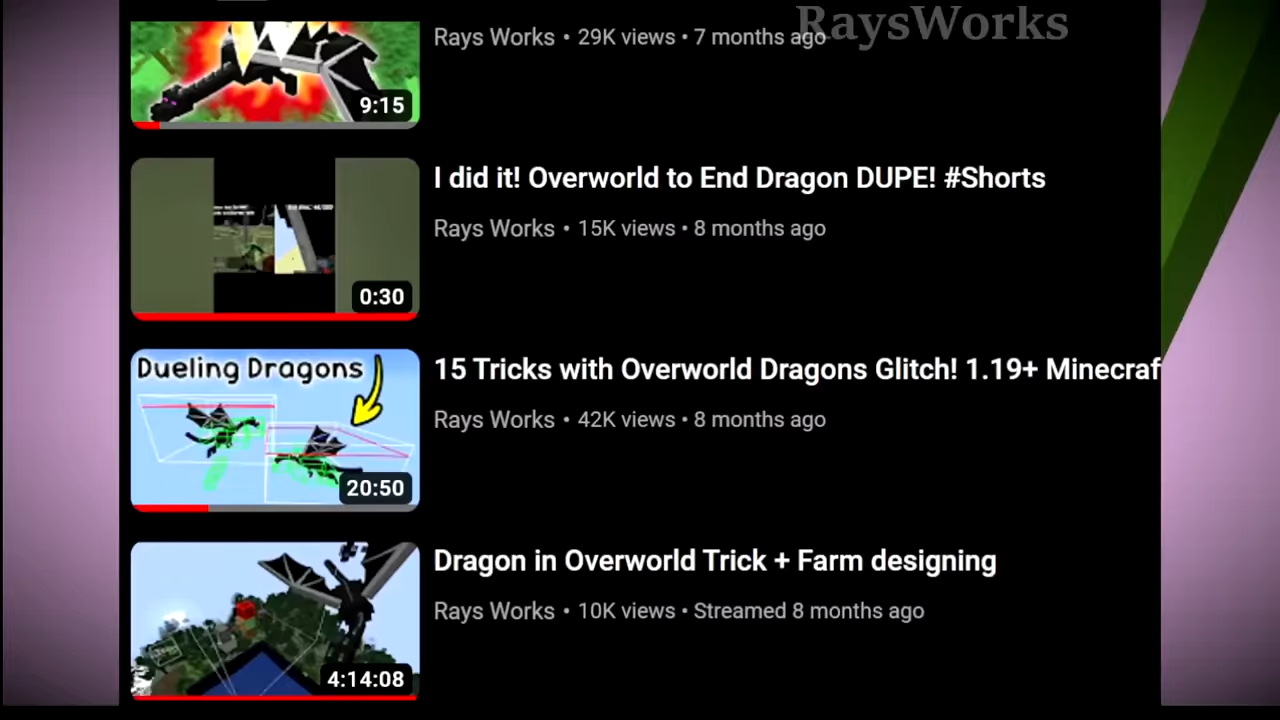 RaysWorks
Rays Works • 29K views • 7 months ago
9:15
I did it! Overworld to End Dragon DUPE! #Shorts
Rays Works • 15K views • 8 months ago
0:30
Dueling Dragons
15 Tricks with Overworld Dragons Glitch! 1.19+ Minecraf
Rays Works • 42K views • 8 months ago
20:50
Dragon in Overworld Trick + Farm designing
Rays Works • 10K views • Streamed 8 months ago
4:14:08